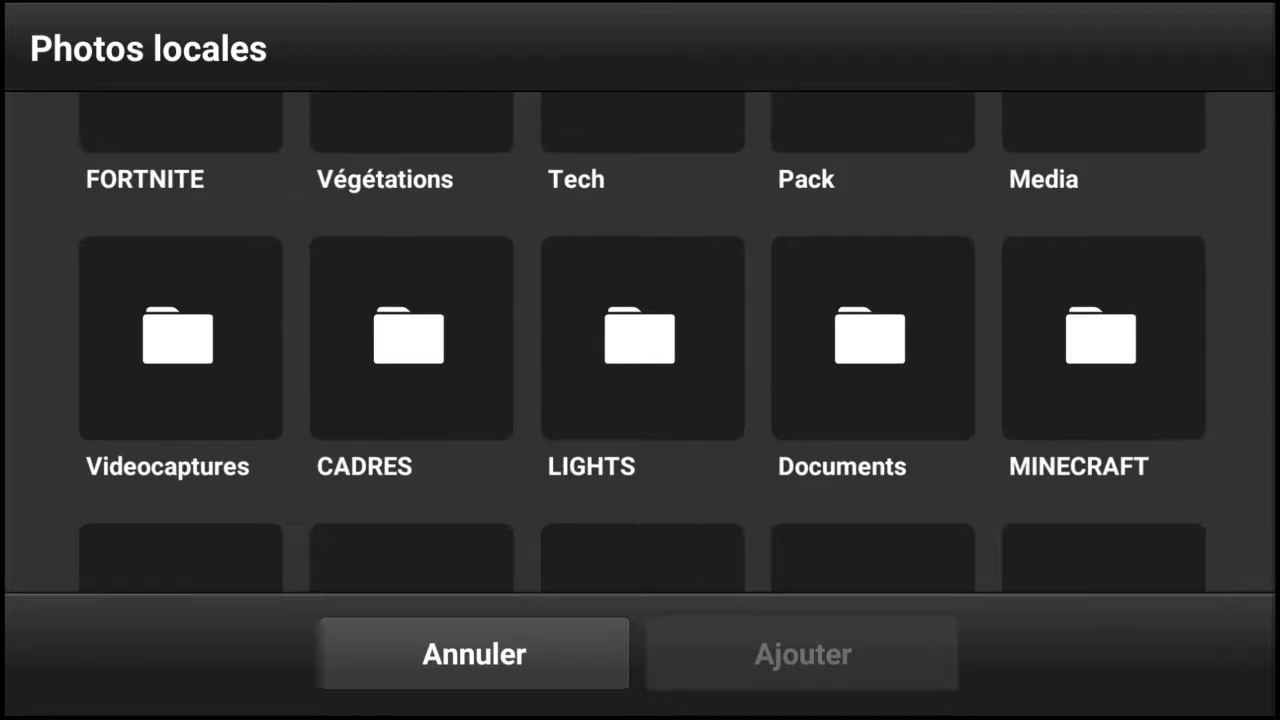 Photos locales
FORTNITE Végétations Tech Pack Media
Videocaptures CADRES LIGHTS Documents MINECRAFT
Annuler Ajouter